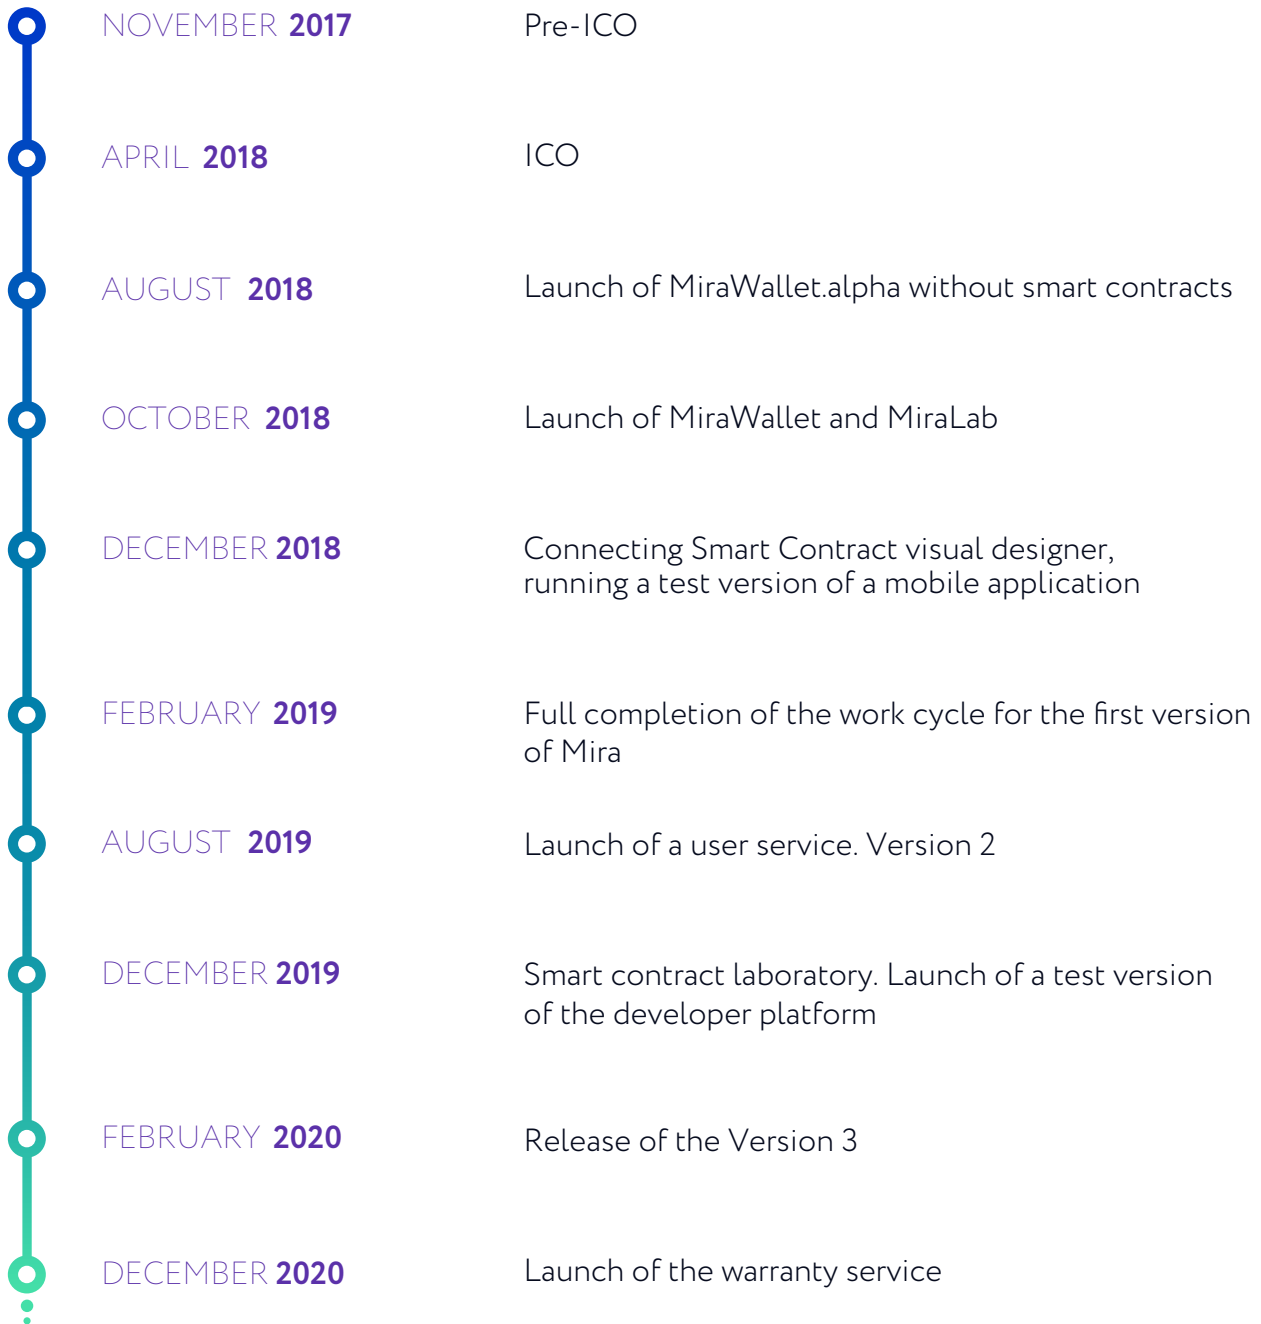 NOVEMBER 2017 Pre-ICO
APRIL 2018 ICO
AUGUST 2018 Launch of MiraWallet.alpha without smart contracts
OCTOBER 2018 Launch of MiraWallet and MiraLab
DECEMBER 2018 Connecting Smart Contract visual designer,
running a test version of a mobile application
FEBRUARY 2019 Full completion of the work cycle for the first version
of Mira
AUGUST 2019 Launch of a user service. Version 2
DECEMBER 2019 Smart contract laboratory. Launch of a test version
of the developer platform
FEBRUARY 2020 Release of the Version 3
DECEMBER 2020 Launch of the warranty service